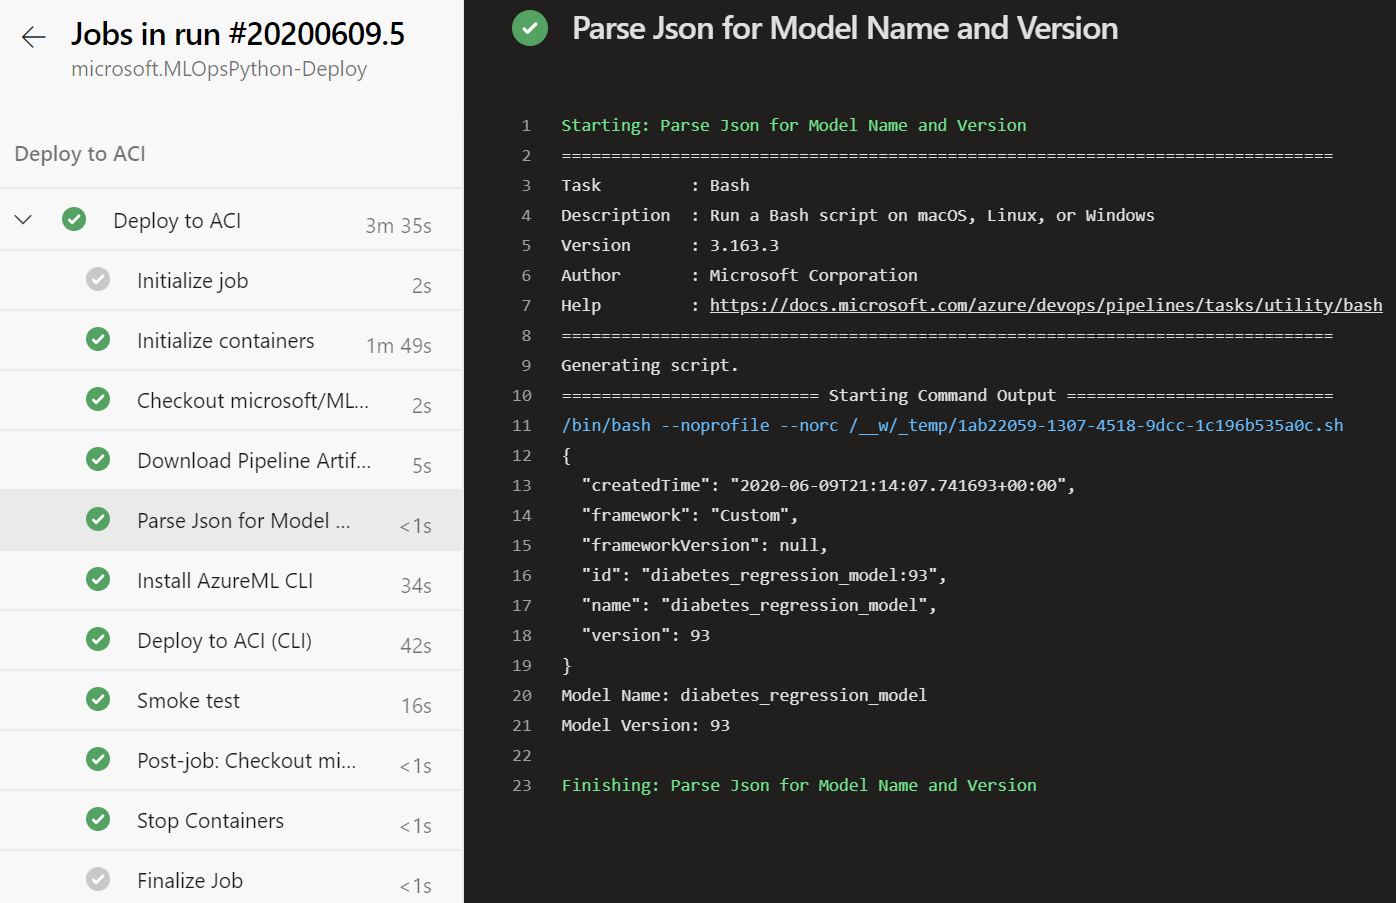 Jobs in run #20200609.5
microsoft.MLOpsPython-Deploy
Deploy to ACI
Deploy to ACI 3m 35s
Initialize job 2s
Initialize containers 1m 49s
Checkout microsoft/ML... 2s
Download Pipeline Artif... 5s
Parse Json for Model ... <1s
Install AzureML CLI 34s
Deploy to ACI (CLI) 42s
Smoke test 16s
Post-job: Checkout mi... <1s
Stop Containers <1s
Finalize Job <1s
Parse Json for Model Name and Version
1 Starting: Parse Json for Model Name and Version
2 ==============================================================================
3 Task         : Bash
4 Description  : Run a Bash script on macOS, Linux, or Windows
5 Version      : 3.163.3
6 Author       : Microsoft Corporation
7 Help         : https://docs.microsoft.com/azure/devops/pipelines/tasks/utility/bash
8 ==============================================================================
9 Generating script.
10 ========================== Starting Command Output ===========================
11 /bin/bash --noprofile --norc /__w/_temp/1ab22059-1307-4518-9dcc-1c196b535a0c.sh
12 {
13   "createdTime": "2020-06-09T21:14:07.741693+00:00",
14   "framework": "Custom",
15   "frameworkVersion": null,
16   "id": "diabetes_regression_model:93",
17   "name": "diabetes_regression_model",
18   "version": 93
19 }
20 Model Name: diabetes_regression_model
21 Model Version: 93
22
23 Finishing: Parse Json for Model Name and Version